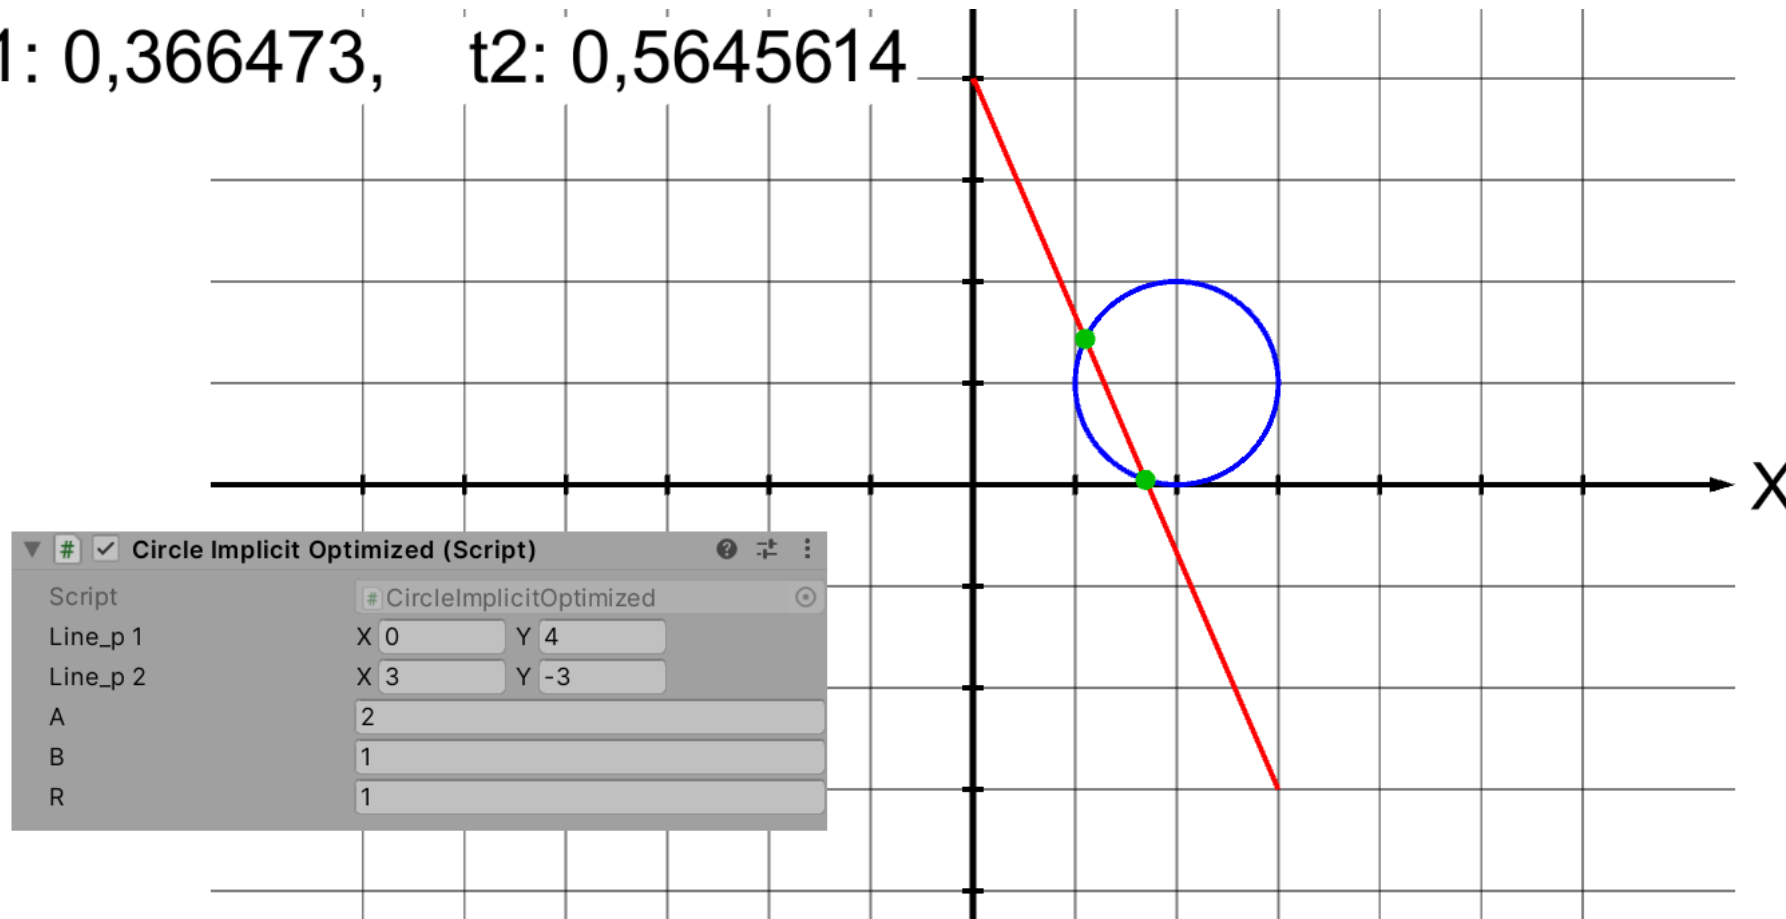 1: 0,366473, t2: 0,5645614
X
# Circle Implicit Optimized (Script)
Script # CircleImplicitOptimized
Line_p 1 X 0 Y 4
Line_p 2 X 3 Y -3
A 2
B 1
R 1